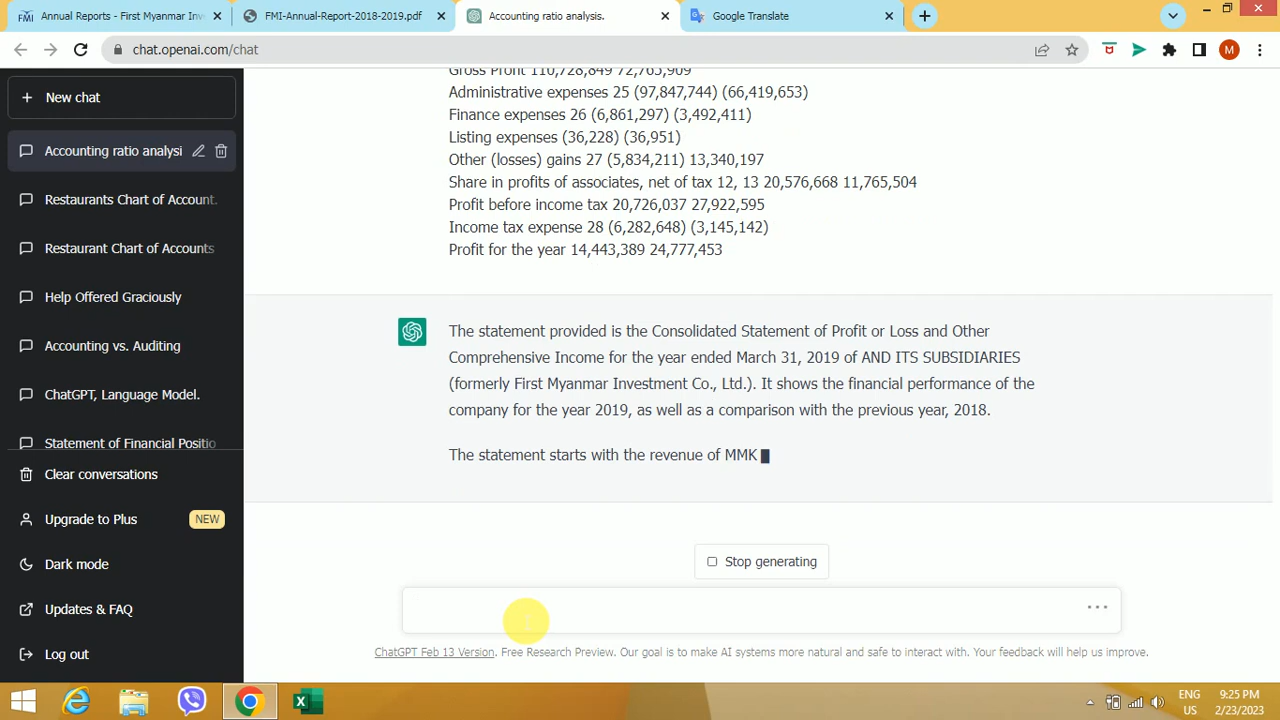 Annual Reports - First Myanmar Inv
FMI-Annual-Report-2018-2019.pdf
Accounting ratio analysis.
Google Translate
chat.openai.com/chat
M
New chat
Accounting ratio analysi
Restaurants Chart of Account.
Restaurant Chart of Accounts
Help Offered Graciously
Accounting vs. Auditing
ChatGPT, Language Model.
Statement of Financial Positio
Clear conversations
Upgrade to Plus
NEW
Dark mode
Updates & FAQ
Log out
Gross Profit 110,728,849 72,765,909
Administrative expenses 25 (97,847,744) (66,419,653)
Finance expenses 26 (6,861,297) (3,492,411)
Listing expenses (36,228) (36,951)
Other (losses) gains 27 (5,834,211) 13,340,197
Share in profits of associates, net of tax 12, 13 20,576,668 11,765,504
Profit before income tax 20,726,037 27,922,595
Income tax expense 28 (6,282,648) (3,145,142)
Profit for the year 14,443,389 24,777,453
The statement provided is the Consolidated Statement of Profit or Loss and Other
Comprehensive Income for the year ended March 31, 2019 of AND ITS SUBSIDIARIES
(formerly First Myanmar Investment Co., Ltd.). It shows the financial performance of the
company for the year 2019, as well as a comparison with the previous year, 2018.
The statement starts with the revenue of MMK
Stop generating
ChatGPT Feb 13 Version. Free Research Preview. Our goal is to make AI systems more natural and safe to interact with. Your feedback will help us improve.
ENG
US
9:25 PM
2/23/2023